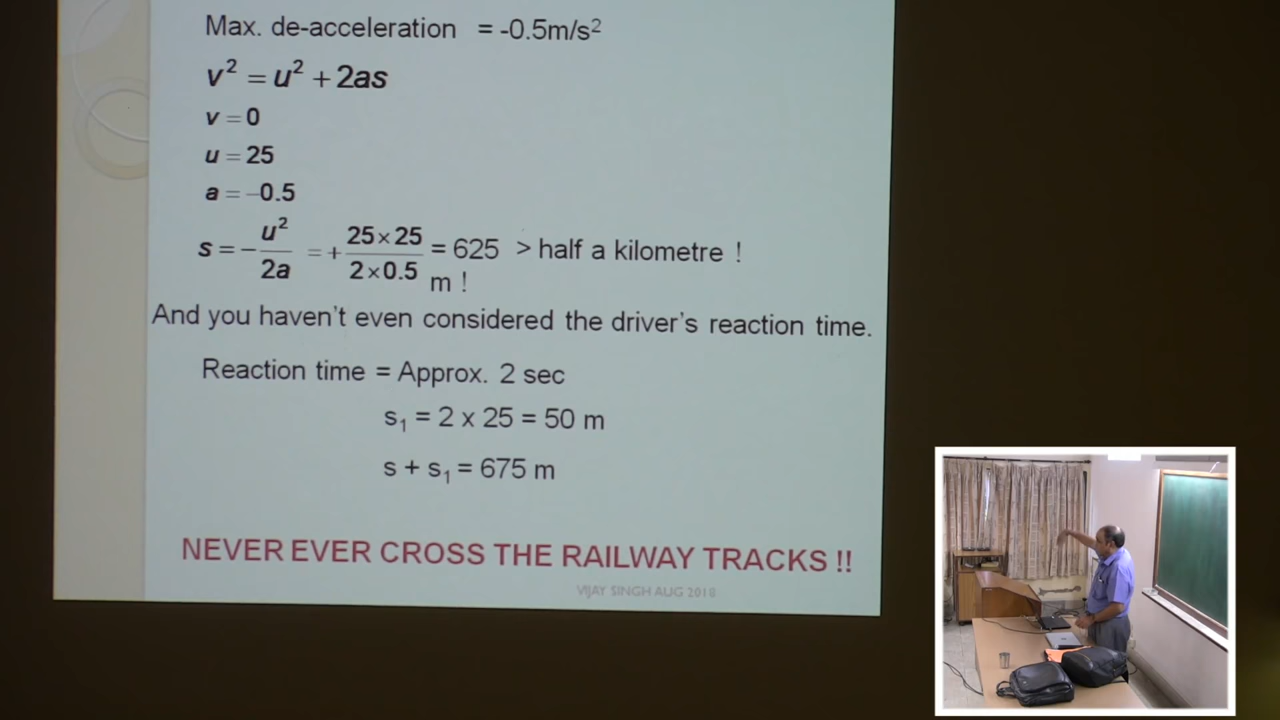 Max. de-acceleration = -0.5m/s²
v² = u² + 2as
v = 0
u = 25
a = −0.5
s = − u² / 2a = + 25×25 / 2×0.5 = 625 m ! > half a kilometre !
And you haven't even considered the driver's reaction time.
Reaction time = Approx. 2 sec
s₁ = 2 x 25 = 50 m
s + s₁ = 675 m
NEVER EVER CROSS THE RAILWAY TRACKS !!
VIJAY SINGH AUG 2018